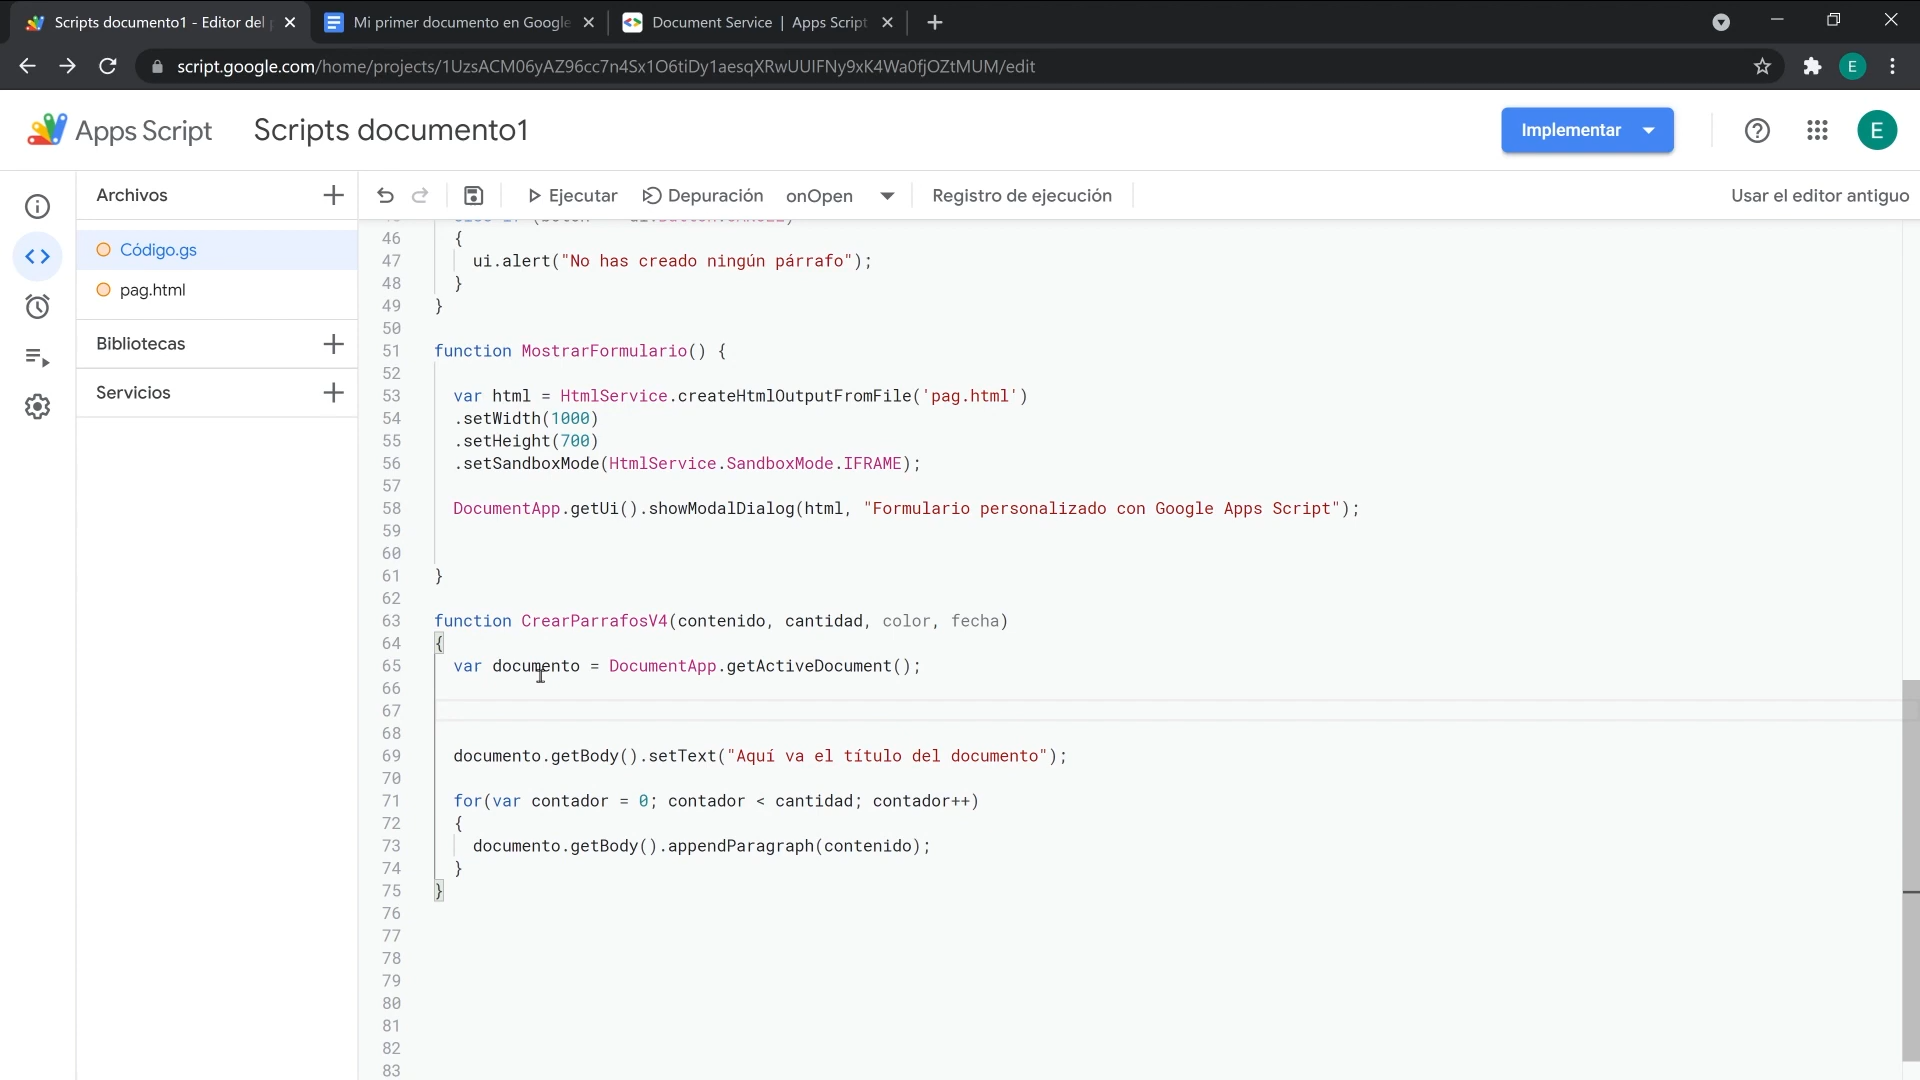 Scripts documento1 - Editor del
Mi primer documento en Google
Document Service | Apps Script
script.google.com/home/projects/1UzsACM06yAZ96cc7n4Sx1O6tiDy1aesqXRwUUIFNy9xK4Wa0fjOZtMUM/edit
E
Apps Script
Scripts documento1
Implementar
E
Archivos
Ejecutar
Depuración
onOpen
Registro de ejecución
Usar el editor antiguo
Código.gs
pag.html
Bibliotecas
Servicios
46 {
47 ui.alert("No has creado ningún párrafo");
48 }
49 }
50
51 function MostrarFormulario() {
52
53 var html = HtmlService.createHtmlOutputFromFile('pag.html')
54 .setWidth(1000)
55 .setHeight(700)
56 .setSandboxMode(HtmlService.SandboxMode.IFRAME);
57
58 DocumentApp.getUi().showModalDialog(html, "Formulario personalizado con Google Apps Script");
59
60
61 }
62
63 function CrearParrafosV4(contenido, cantidad, color, fecha)
64 {
65 var documento = DocumentApp.getActiveDocument();
66
67
68
69 documento.getBody().setText("Aquí va el título del documento");
70
71 for(var contador = 0; contador < cantidad; contador++)
72 {
73 documento.getBody().appendParagraph(contenido);
74 }
75 }
76
77
78
79
80
81
82
83